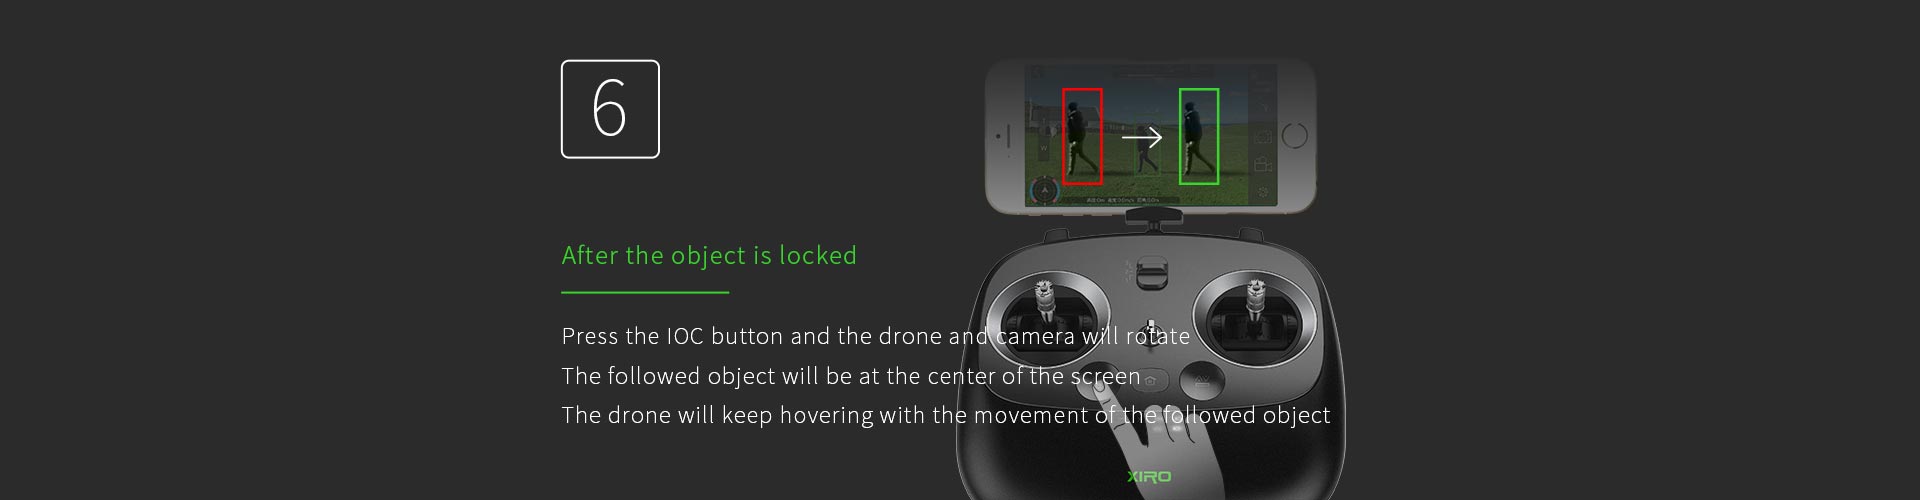 6
W
After the object is locked
Press the IOC button and the drone and camera will rotate
The followed object will be at the center of the screen
The drone will keep hovering with the movement of the followed object
XIRO